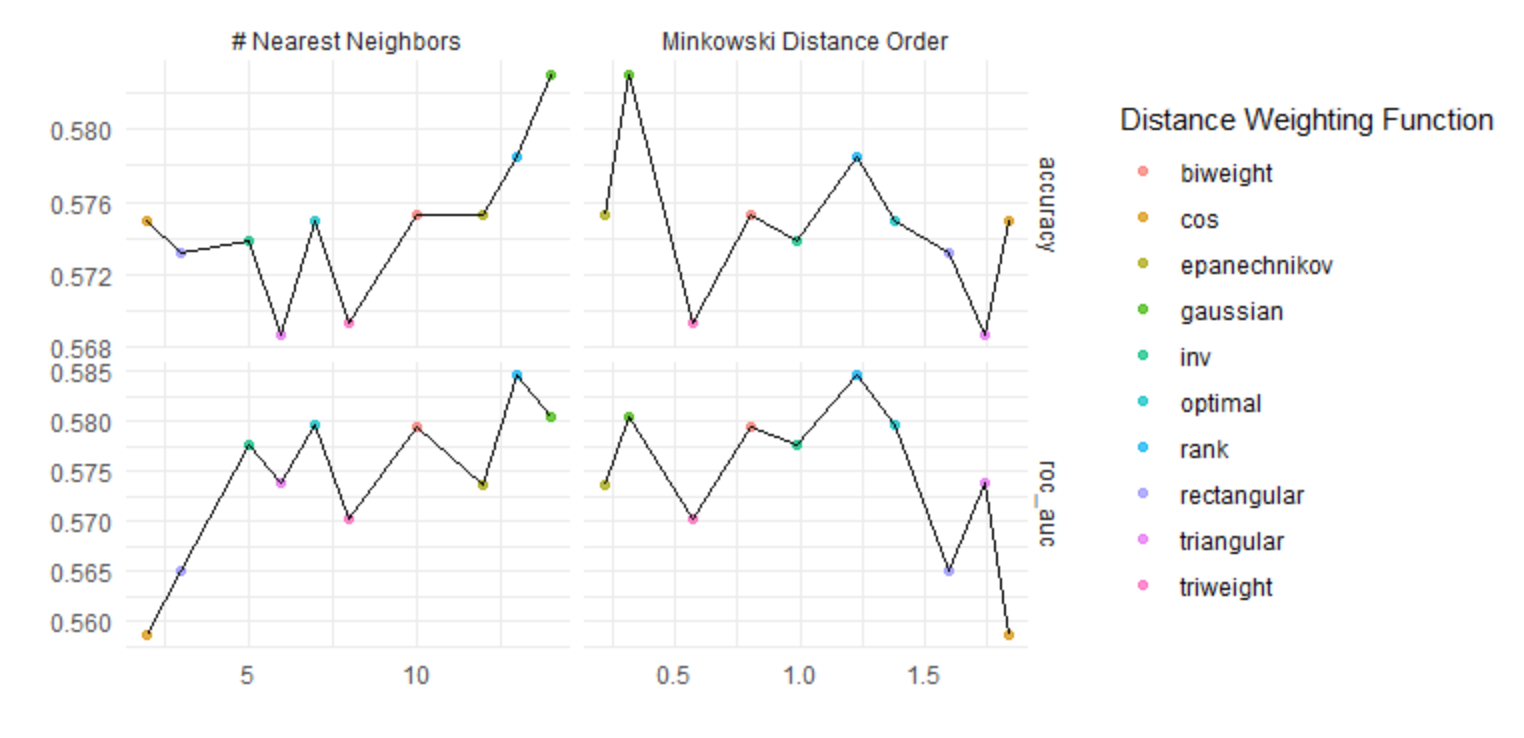 # Nearest Neighbors
Minkowski Distance Order
0.580
0.576
0.572
0.568
accuracy
0.585
0.580
0.575
0.570
0.565
0.560
roc_auc
5
10
0.5
1.0
1.5
Distance Weighting Function
biweight
cos
epanechnikov
gaussian
inv
optimal
rank
rectangular
triangular
triweight